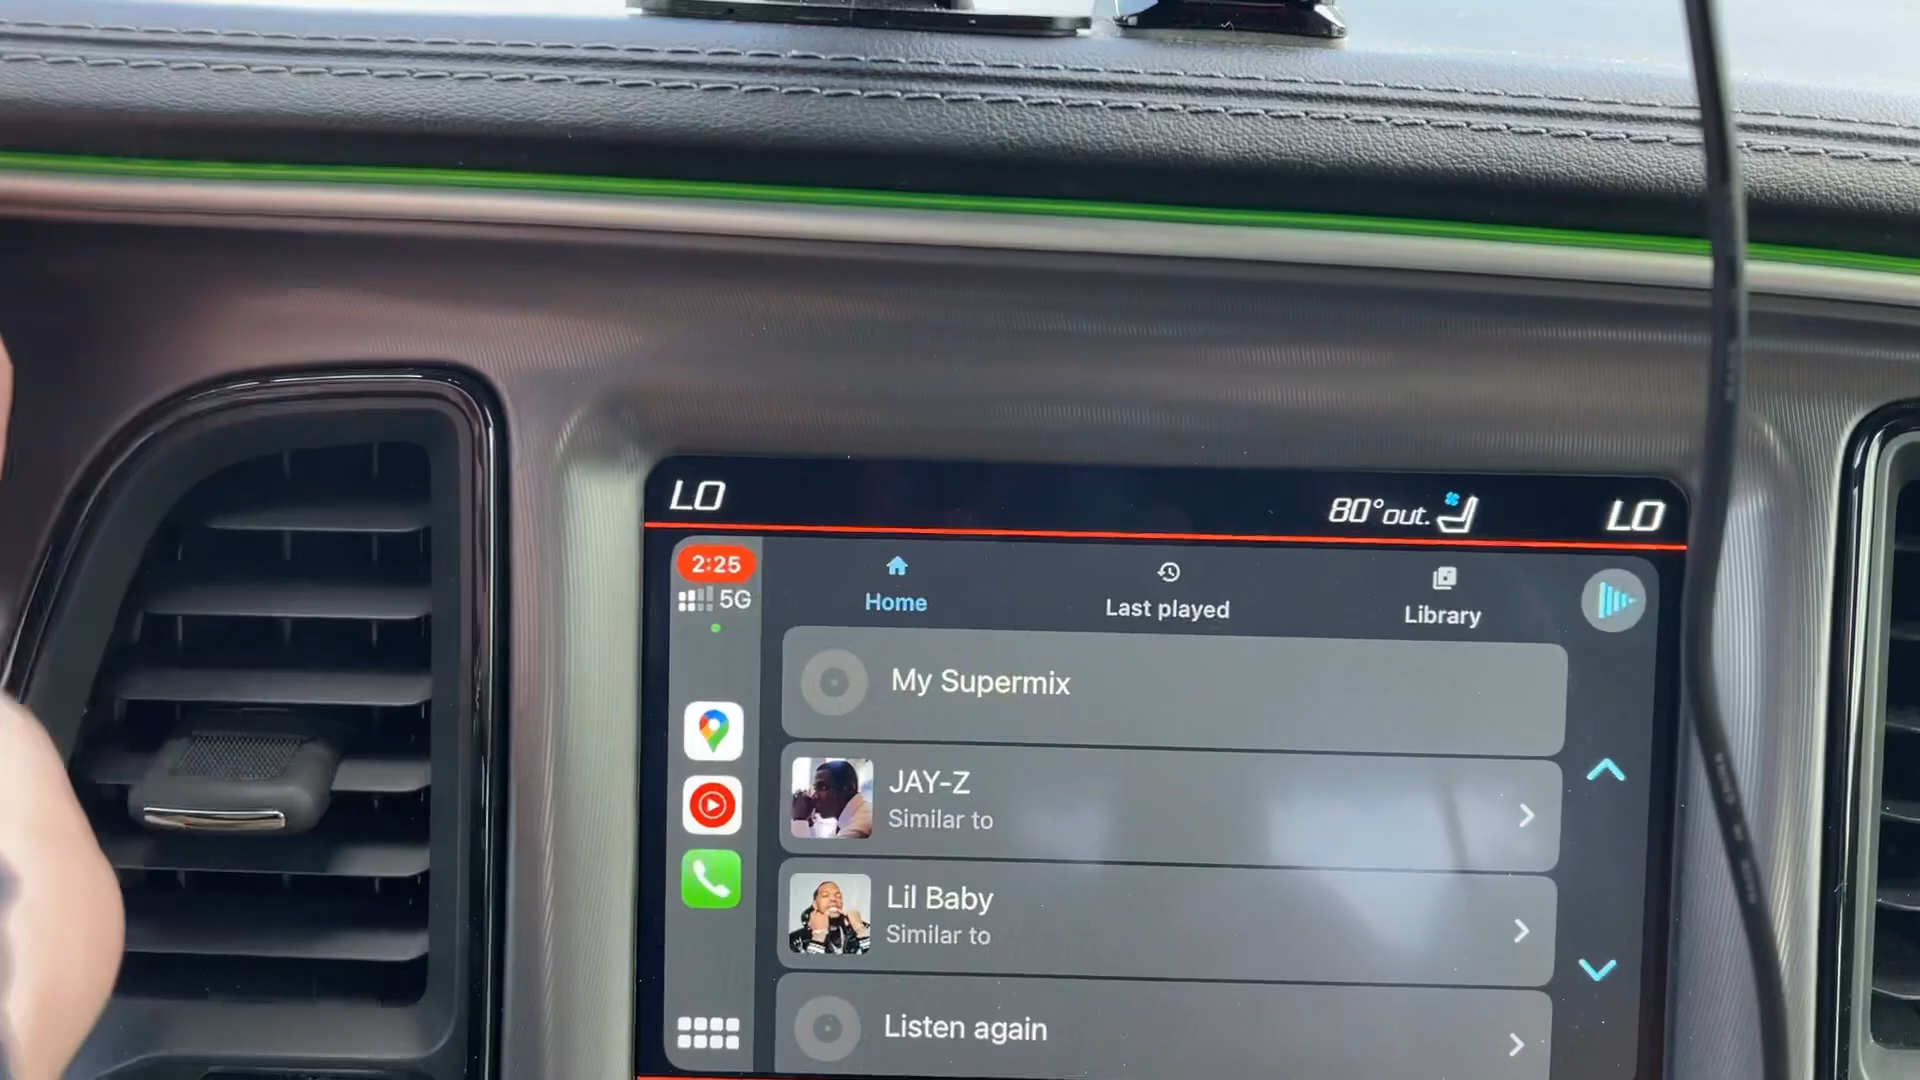 LO
80°out.
LO
2:25
5G
Home
Last played
Library
My Supermix
JAY-Z
Similar to
Lil Baby
Similar to
Listen again